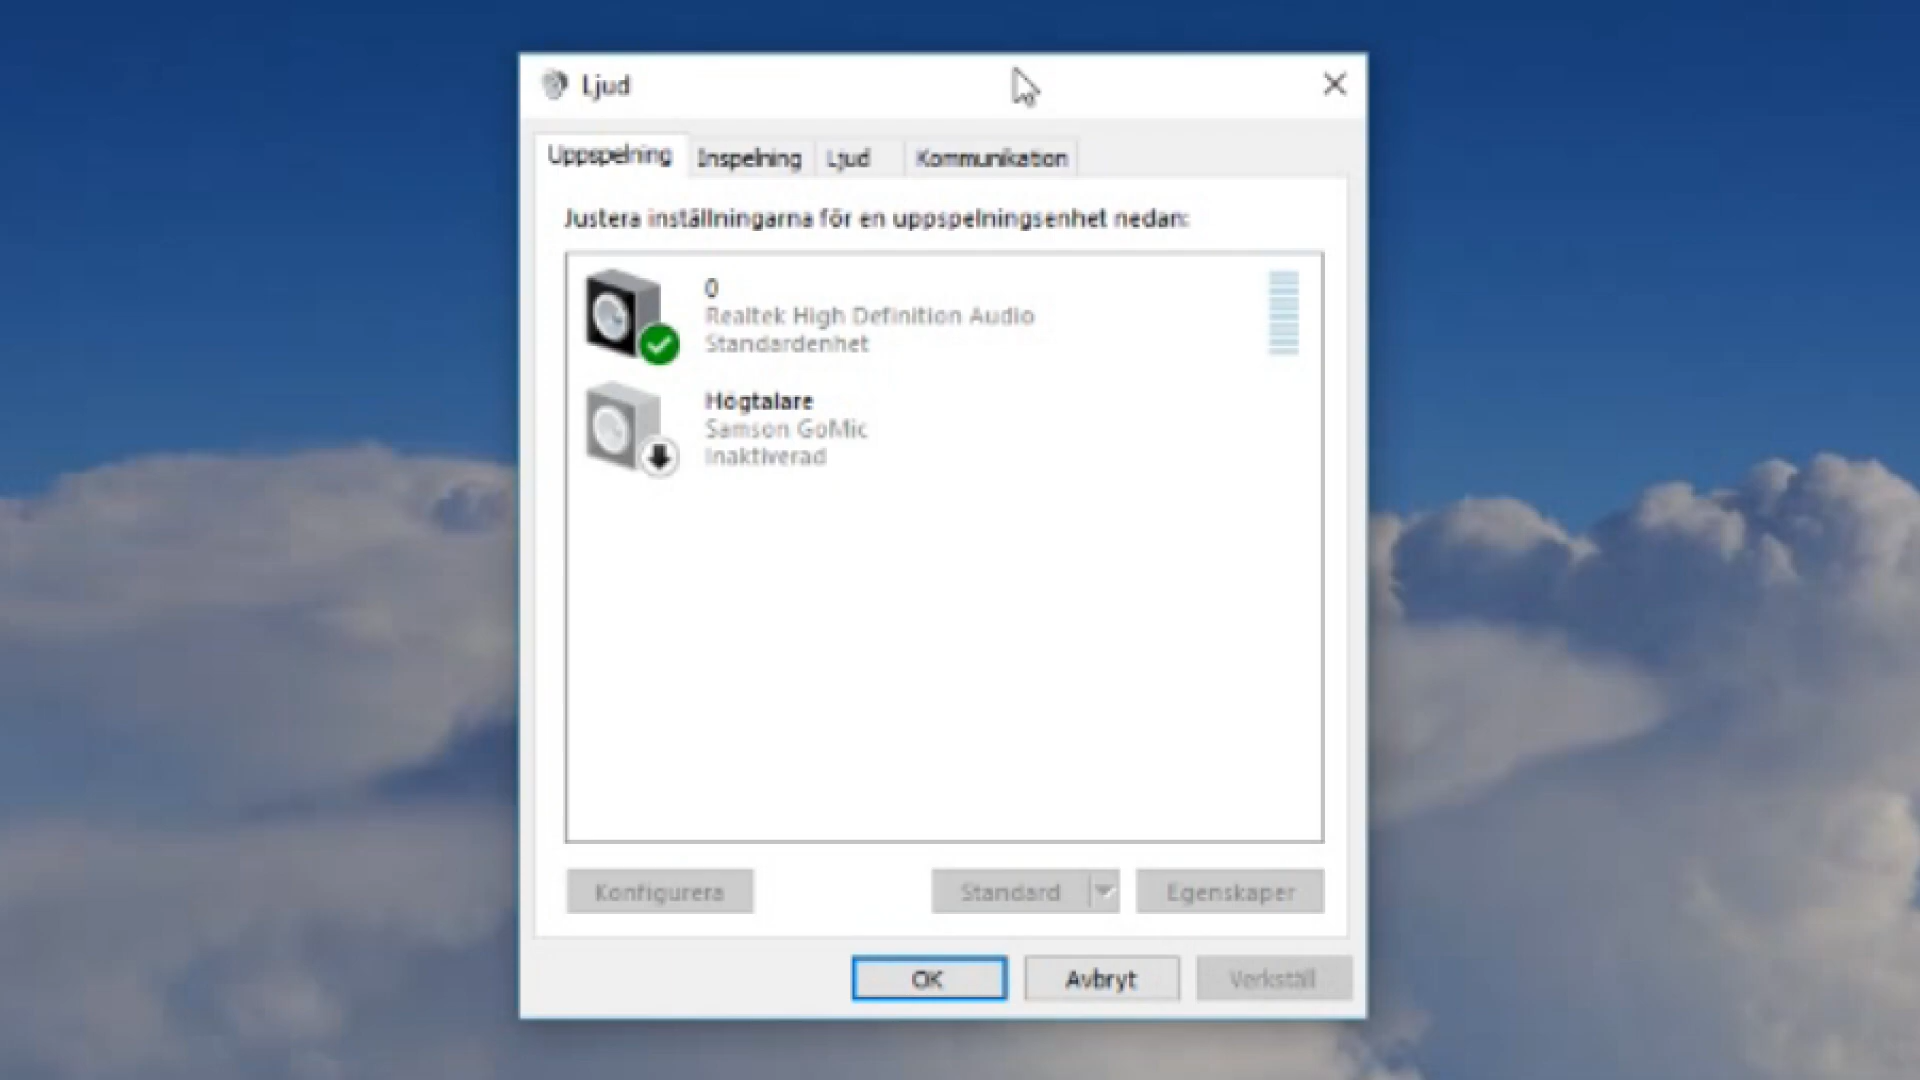 Ljud
Uppspelning Inspelning Ljud Kommunikation
Justera inställningarna för en uppspelningsenhet nedan:
0
Realtek High Definition Audio
Standardenhet
Högtalare
Samson GoMic
Inaktiverad
Konfigurera Standard Egenskaper
OK Avbryt Verkställ